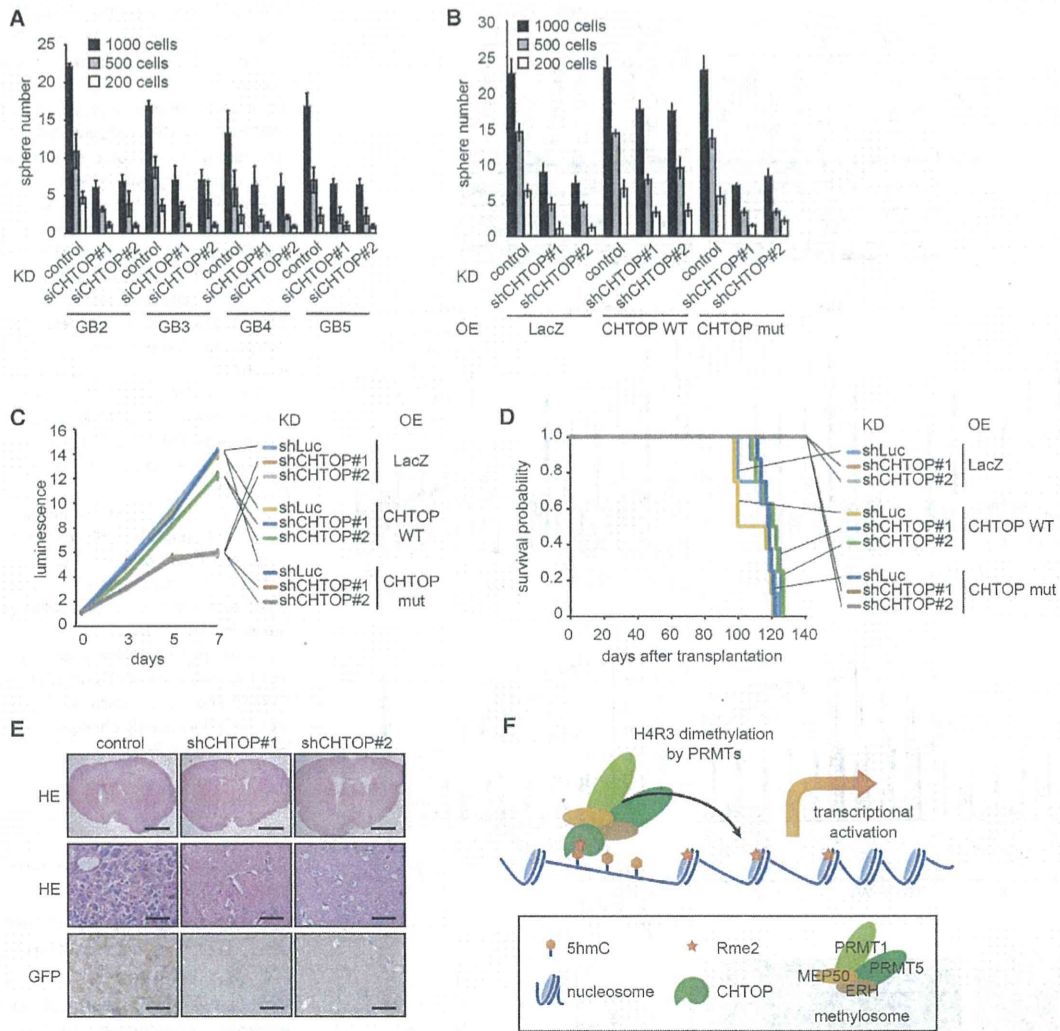 A
25
20
15
10
5
0
sphere number
1000 cells
500 cells
200 cells
KD
control
siCHTOP#1
siCHTOP#2
control
siCHTOP#1
siCHTOP#2
control
siCHTOP#1
siCHTOP#2
control
siCHTOP#1
siCHTOP#2
GB2
GB3
GB4
GB5
B
30
25
20
15
10
5
0
sphere number
1000 cells
500 cells
200 cells
KD
control
shCHTOP#1
shCHTOP#2
control
shCHTOP#1
shCHTOP#2
control
shCHTOP#1
shCHTOP#2
OE
LacZ
CHTOP WT
CHTOP mut
C
16
14
12
10
8
6
4
2
0
luminescence
0
3
5
7
days
KD
OE
shLuc
shCHTOP#1
shCHTOP#2
LacZ
shLuc
shCHTOP#1
shCHTOP#2
CHTOP
WT
shLuc
shCHTOP#1
shCHTOP#2
CHTOP
mut
D
1.0
0.8
0.6
0.4
0.2
0
survival probability
0
20
40
60
80
100
120
140
days after transplantation
KD
OE
shLuc
shCHTOP#1
shCHTOP#2
LacZ
shLuc
shCHTOP#1
shCHTOP#2
CHTOP WT
shLuc
shCHTOP#1
shCHTOP#2
CHTOP mut
E
control
shCHTOP#1
shCHTOP#2
HE
HE
GFP
F
H4R3 dimethylation
by PRMTs
transcriptional
activation
5hmC
Rme2
nucleosome
CHTOP
PRMT1
PRMT5
MEP50
ERH
methylosome